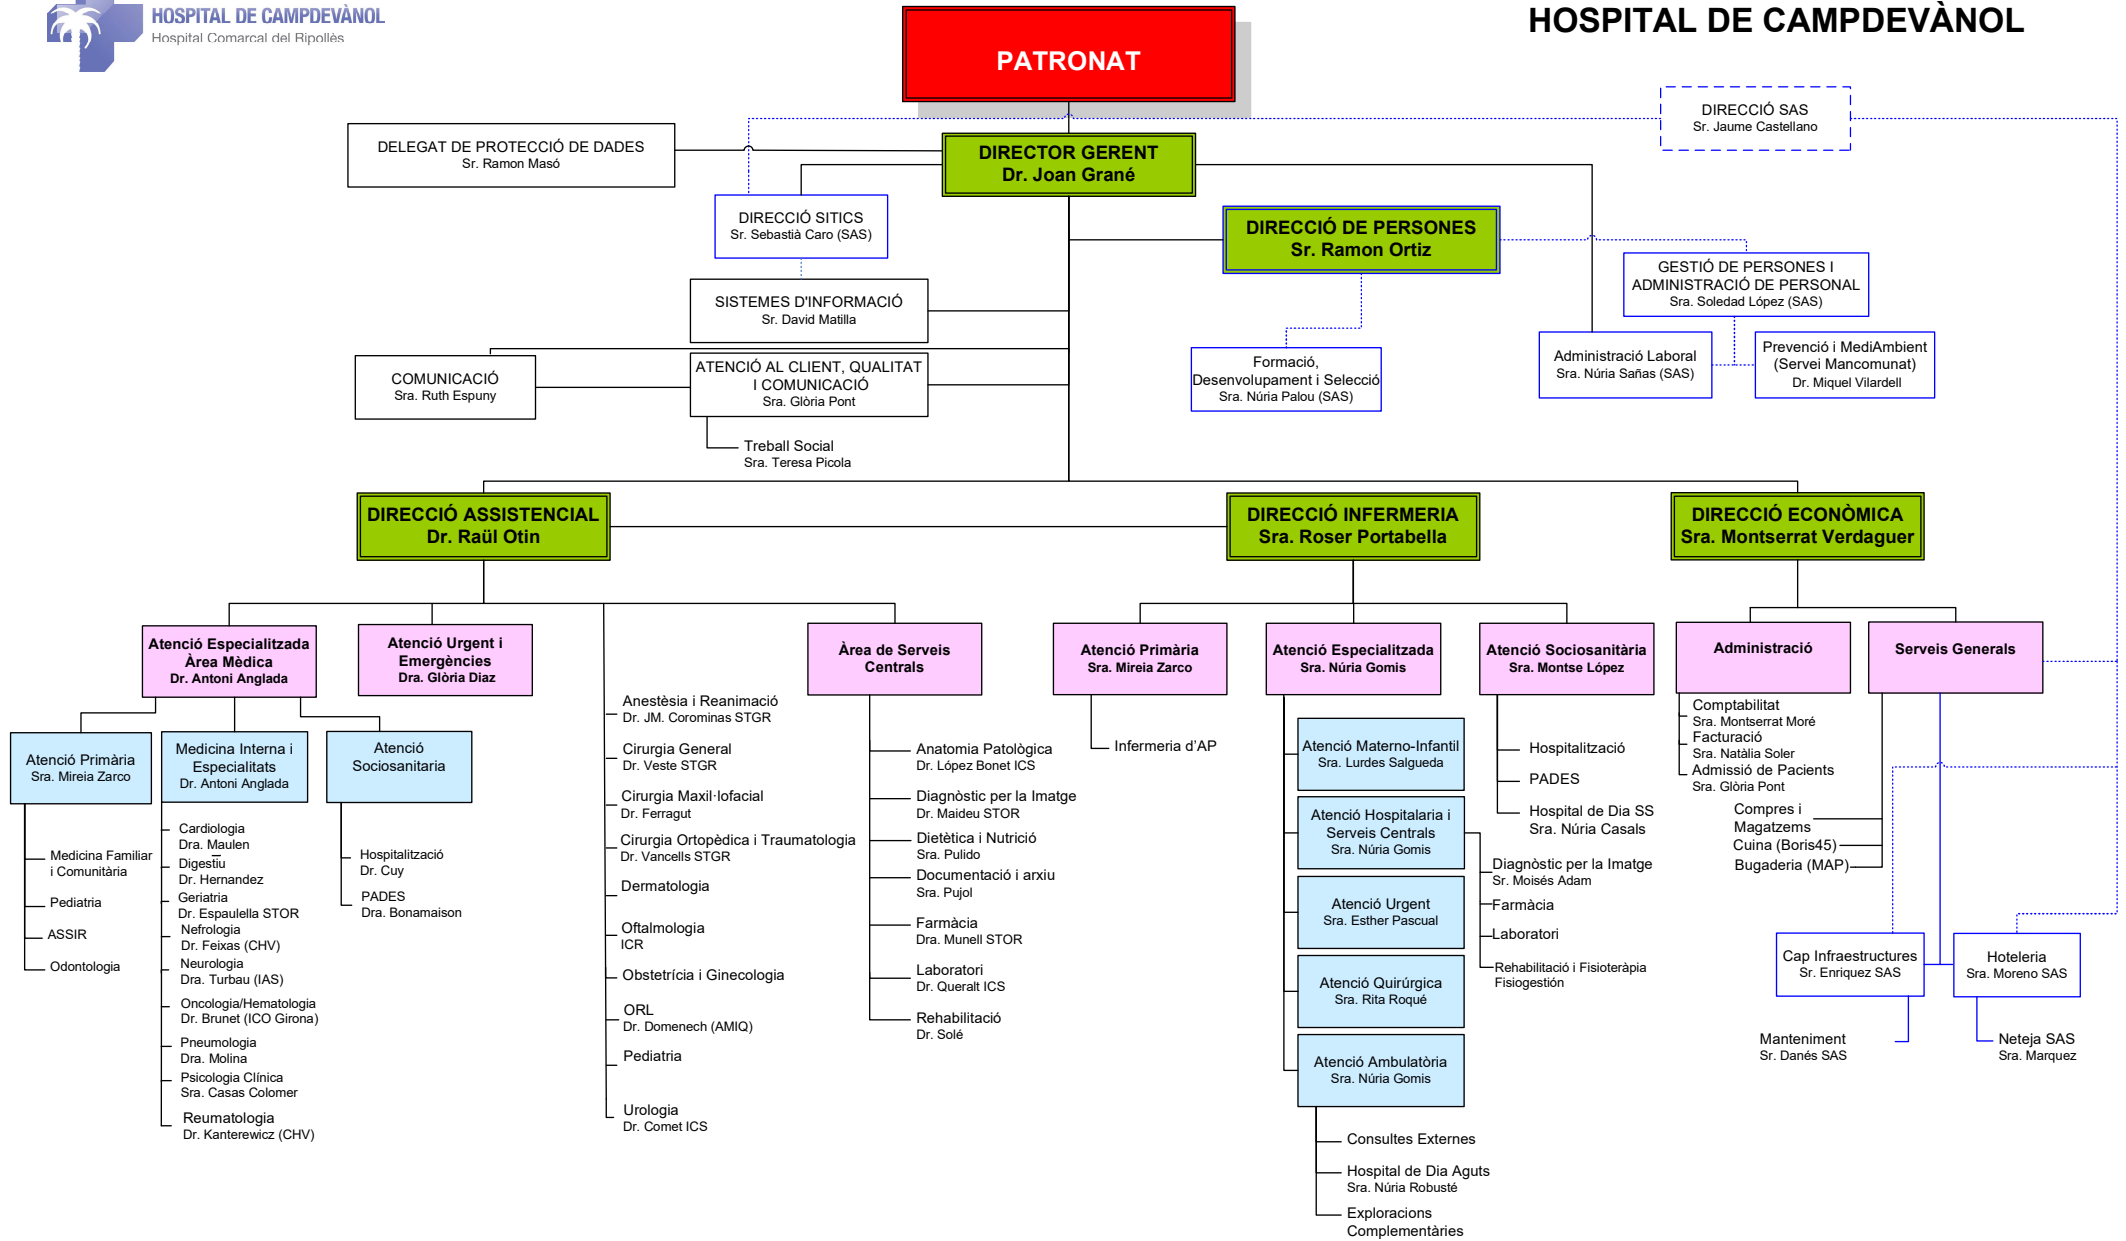 HOSPITAL DE CAMPDEVÀNOL
Hospital Comarcal del Ripollès
HOSPITAL DE CAMPDEVÀNOL
PATRONAT
DIRECCIÓ SAS
Sr. Jaume Castellano
DELEGAT DE PROTECCIÓ DE DADES
Sr. Ramon Masó
DIRECTOR GERENT
Dr. Joan Grané
DIRECCIÓ SITICS
Sr. Sebastià Caro (SAS)
DIRECCIÓ DE PERSONES
Sr. Ramon Ortiz
GESTIÓ DE PERSONES I
ADMINISTRACIÓ DE PERSONAL
Sra. Soledad López (SAS)
SISTEMES D'INFORMACIÓ
Sr. David Matilla
COMUNICACIÓ
Sra. Ruth Espuny
ATENCIÓ AL CLIENT, QUALITAT
I COMUNICACIÓ
Sra. Glòria Pont
Formació,
Desenvolupament i Selecció
Sra. Núria Palou (SAS)
Administració Laboral
Sra. Núria Sañas (SAS)
Prevenció i MediAmbient
(Servei Mancomunat)
Dr. Miquel Vilardell
Treball Social
Sra. Teresa Picola
DIRECCIÓ ASSISTENCIAL
Dr. Raül Otin
DIRECCIÓ INFERMERIA
Sra. Roser Portabella
DIRECCIÓ ECONÒMICA
Sra. Montserrat Verdaguer
Atenció Especialitzada
Àrea Mèdica
Dr. Antoni Anglada
Atenció Urgent i
Emergències
Dra. Glòria Diaz
Àrea de Serveis
Centrals
Atenció Primària
Sra. Mireia Zarco
Atenció Especialitzada
Sra. Núria Gomis
Atenció Sociosanitària
Sra. Montse López
Administració
Serveis Generals
Atenció Primària
Sra. Mireia Zarco
Medicina Interna i
Especialitats
Dr. Antoni Anglada
Atenció
Sociosanitaria
Medicina Familiar
i Comunitària
Pediatria
ASSIR
Odontologia
Cardiologia
Dra. Maulen
Digestiu
Dr. Hernandez
Geriatria
Dr. Espaulella STOR
Nefrologia
Dr. Feixas (CHV)
Neurologia
Dra. Turbau (IAS)
Oncologia/Hematologia
Dr. Brunet (ICO Girona)
Pneumologia
Dra. Molina
Psicologia Clínica
Sra. Casas Colomer
Reumatologia
Dr. Kanterewicz (CHV)
Hospitalització
Dr. Cuy
PADES
Dra. Bonamaison
Anestèsia i Reanimació
Dr. JM. Corominas STGR
Cirurgia General
Dr. Veste STGR
Cirurgia Maxil·lofacial
Dr. Ferragut
Cirurgia Ortopèdica i Traumatologia
Dr. Vancells STGR
Dermatologia
Oftalmologia
ICR
Obstetrícia i Ginecologia
ORL
Dr. Domenech (AMIQ)
Pediatria
Urologia
Dr. Comet ICS
Anatomia Patològica
Dr. López Bonet ICS
Diagnòstic per la Imatge
Dr. Maideu STOR
Dietètica i Nutrició
Sra. Pulido
Documentació i arxiu
Sra. Pujol
Farmàcia
Dra. Munell STOR
Laboratori
Dr. Queralt ICS
Rehabilitació
Dr. Solé
Infermeria d’AP
Atenció Materno-Infantil
Sra. Lurdes Salgueda
Atenció Hospitalaria i
Serveis Centrals
Sra. Núria Gomis
Atenció Urgent
Sra. Esther Pascual
Atenció Quirúrgica
Sra. Rita Roqué
Atenció Ambulatòria
Sra. Núria Gomis
Consultes Externes
Hospital de Dia Aguts
Sra. Núria Robusté
Exploracions
Complementàries
Hospitalització
PADES
Hospital de Dia SS
Sra. Núria Casals
Diagnòstic per la Imatge
Sr. Moisés Adam
Farmàcia
Laboratori
Rehabilitació i Fisioteràpia
Fisiogestión
Comptabilitat
Sra. Montserrat Moré
Facturació
Sra. Natàlia Soler
Admissió de Pacients
Sra. Glòria Pont
Compres i
Magatzems
Cuina (Boris45)
Bugaderia (MAP)
Cap Infraestructures
Sr. Enriquez SAS
Hoteleria
Sra. Moreno SAS
Manteniment
Sr. Danés SAS
Neteja SAS
Sra. Marquez